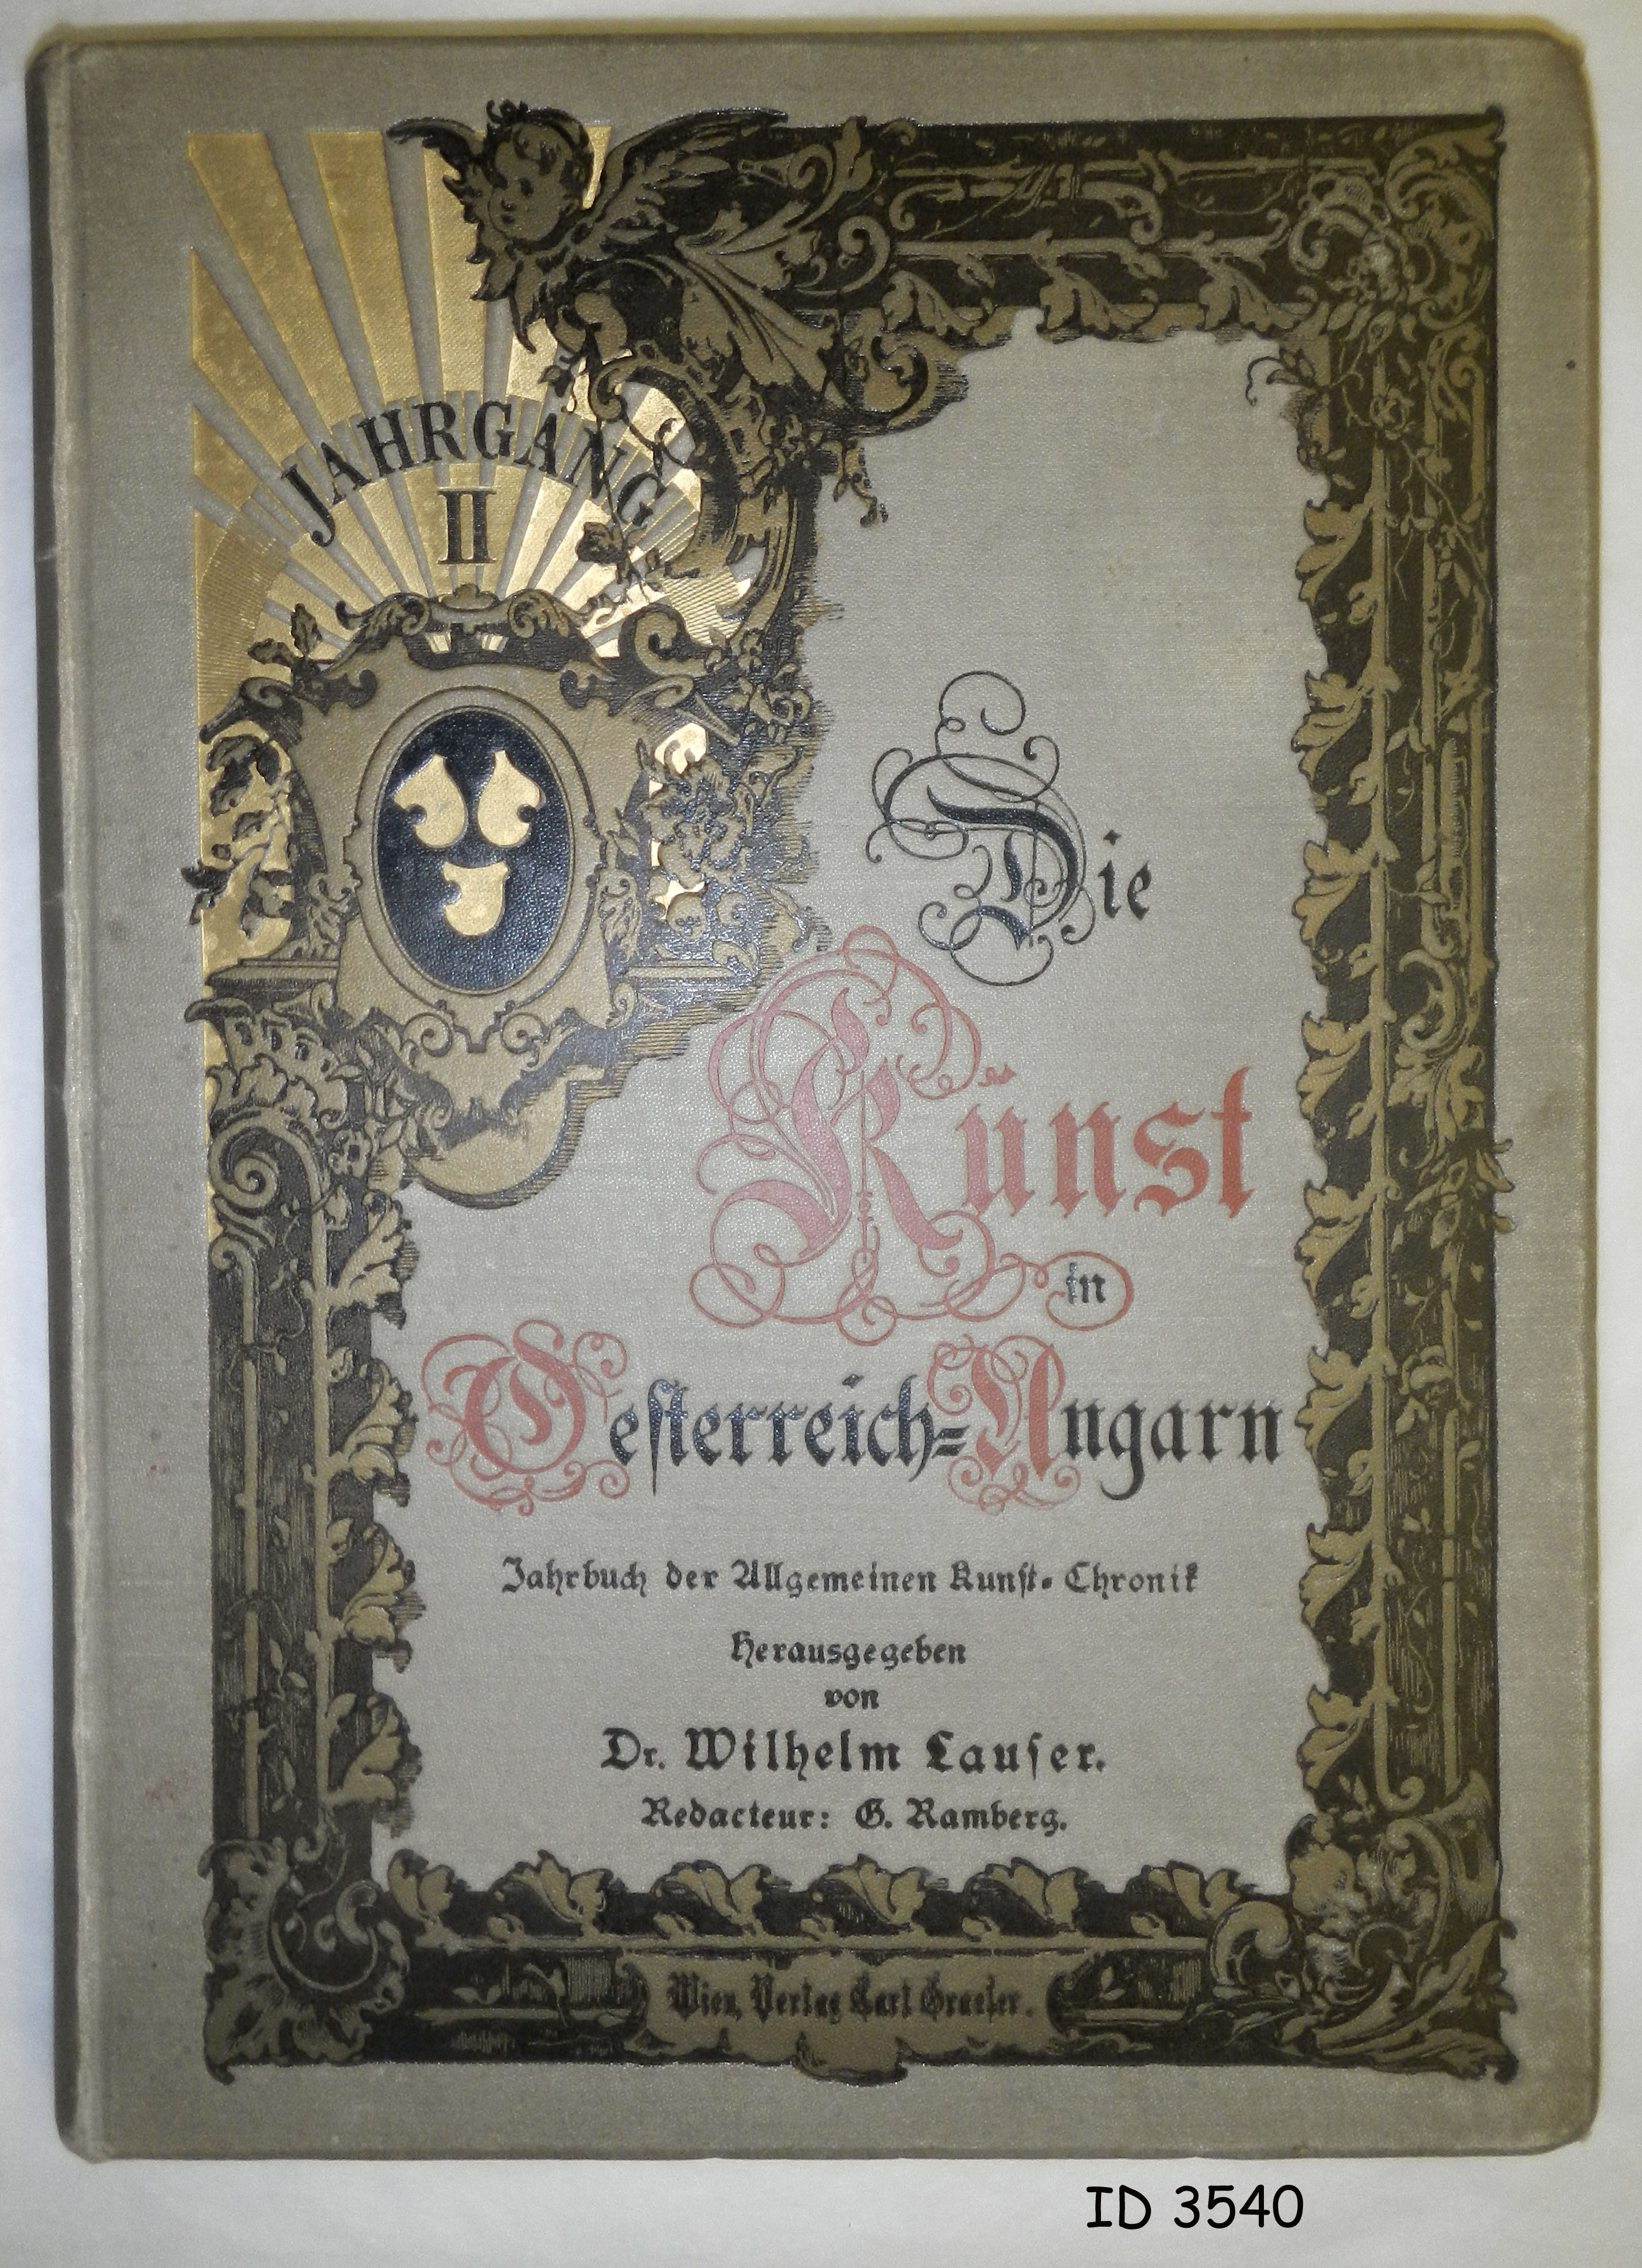 JAHRGANG
II
Die
Kunst
in
Oesterreich=Ungarn
Jahrbuch der Allgemeinen Kunst-Chronik
Herausgegeben
von
Dr. Wilhelm Lauser.
Redacteur: G. Ramberg.
Wien, Verlag Carl Graeser.
ID 3540